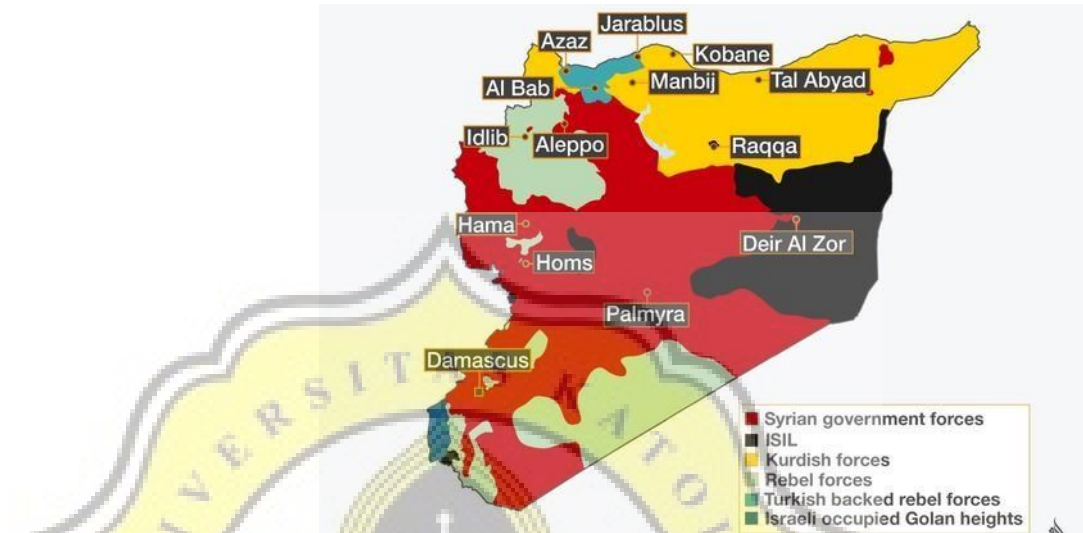 Jarablus
Azaz
Kobane
Al Bab
Manbij
Tal Abyad
Idlib
Aleppo
Raqqa
Hama
Deir Al Zor
Homs
Palmyra
Damascus
Syrian government forces
ISIL
Kurdish forces
Rebel forces
Turkish backed rebel forces
Israeli occupied Golan heights